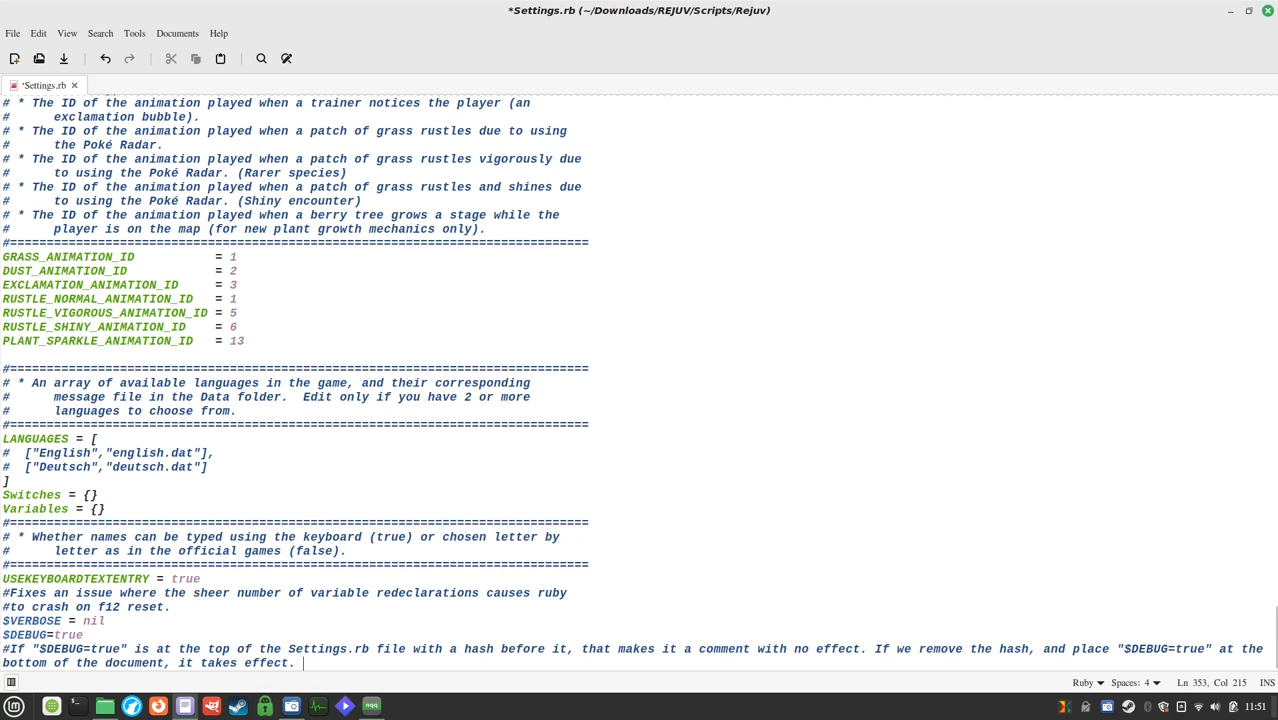 *Settings.rb (~/Downloads/REJUV/Scripts/Rejuv)
File Edit View Search Tools Documents Help
*Settings.rb
# * The ID of the animation played when a trainer notices the player (an
#      exclamation bubble).
# * The ID of the animation played when a patch of grass rustles due to using
#      the Poké Radar.
# * The ID of the animation played when a patch of grass rustles vigorously due
#      to using the Poké Radar. (Rarer species)
# * The ID of the animation played when a patch of grass rustles and shines due
#      to using the Poké Radar. (Shiny encounter)
# * The ID of the animation played when a berry tree grows a stage while the
#      player is on the map (for new plant growth mechanics only).
#===============================================================================
GRASS_ANIMATION_ID           = 1
DUST_ANIMATION_ID            = 2
EXCLAMATION_ANIMATION_ID     = 3
RUSTLE_NORMAL_ANIMATION_ID   = 1
RUSTLE_VIGOROUS_ANIMATION_ID = 5
RUSTLE_SHINY_ANIMATION_ID    = 6
PLANT_SPARKLE_ANIMATION_ID   = 13
#===============================================================================
# * An array of available languages in the game, and their corresponding
#      message file in the Data folder.  Edit only if you have 2 or more
#      languages to choose from.
#===============================================================================
LANGUAGES = [
#  ["English","english.dat"],
#  ["Deutsch","deutsch.dat"]
]
Switches = {}
Variables = {}
#===============================================================================
# * Whether names can be typed using the keyboard (true) or chosen letter by
#      letter as in the official games (false).
#===============================================================================
USEKEYBOARDTEXTENTRY = true
#Fixes an issue where the sheer number of variable redeclarations causes ruby
#to crash on f12 reset.
$VERBOSE = nil
$DEBUG=true
#If "$DEBUG=true" is at the top of the Settings.rb file with a hash before it, that makes it a comment with no effect. If we remove the hash, and place "$DEBUG=true" at the
bottom of the document, it takes effect.
Ruby Spaces: 4 Ln 353, Col 215 INS
nqq 11:51